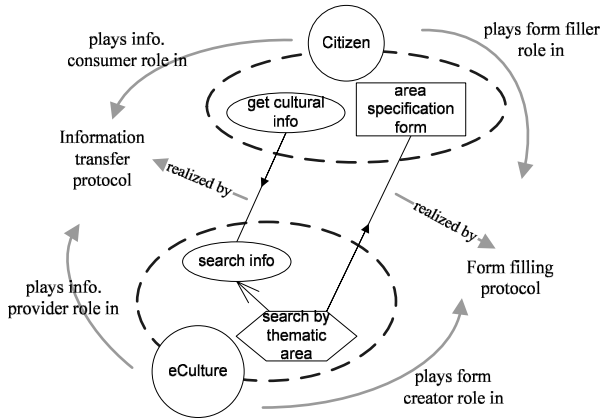 plays info.
consumer role in
Citizen
plays form filler
role in
get cultural
info
area
specification
form
Information
transfer
protocol
realized by
realized by
search info
Form filling
protocol
plays info.
provider role in
search by
thematic
area
eCulture
plays form
creator role in